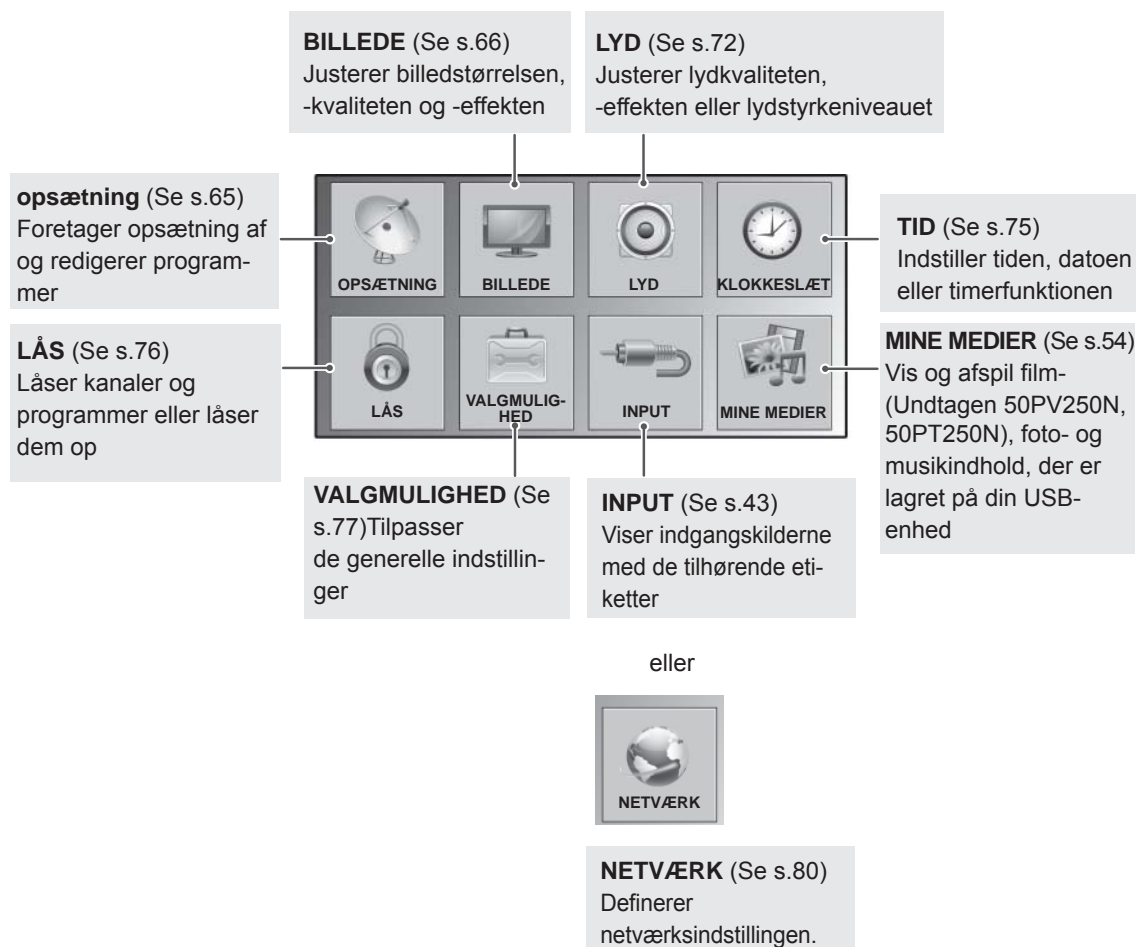 BILLEDE (Se s.66)
Justerer billedstørrelsen,
-kvaliteten og -effekten
LYD (Se s.72)
Justerer lydkvaliteten,
-effekten eller lydstyrkeniveauet
opsætning (Se s.65)
Foretager opsætning af
og redigerer program-
mer
LÅS (Se s.76)
Låser kanaler og
programmer eller låser
dem op
OPSÆTNING
BILLEDE
LYD
KLOKKESLÆT
LÅS
VALGMULIG-
HED
INPUT
MINE MEDIER
TID (Se s.75)
Indstiller tiden, datoen
eller timerfunktionen
MINE MEDIER (Se s.54)
Vis og afspil film-
(Undtagen 50PV250N,
50PT250N), foto- og
musikindhold, der er
lagret på din USB-
enhed
VALGMULIGHED (Se
s.77)Tilpasser
de generelle indstillin-
ger
INPUT (Se s.43)
Viser indgangskilderne
med de tilhørende eti-
ketter
eller
NETVÆRK
NETVÆRK (Se s.80)
Definerer
netværksindstillingen.